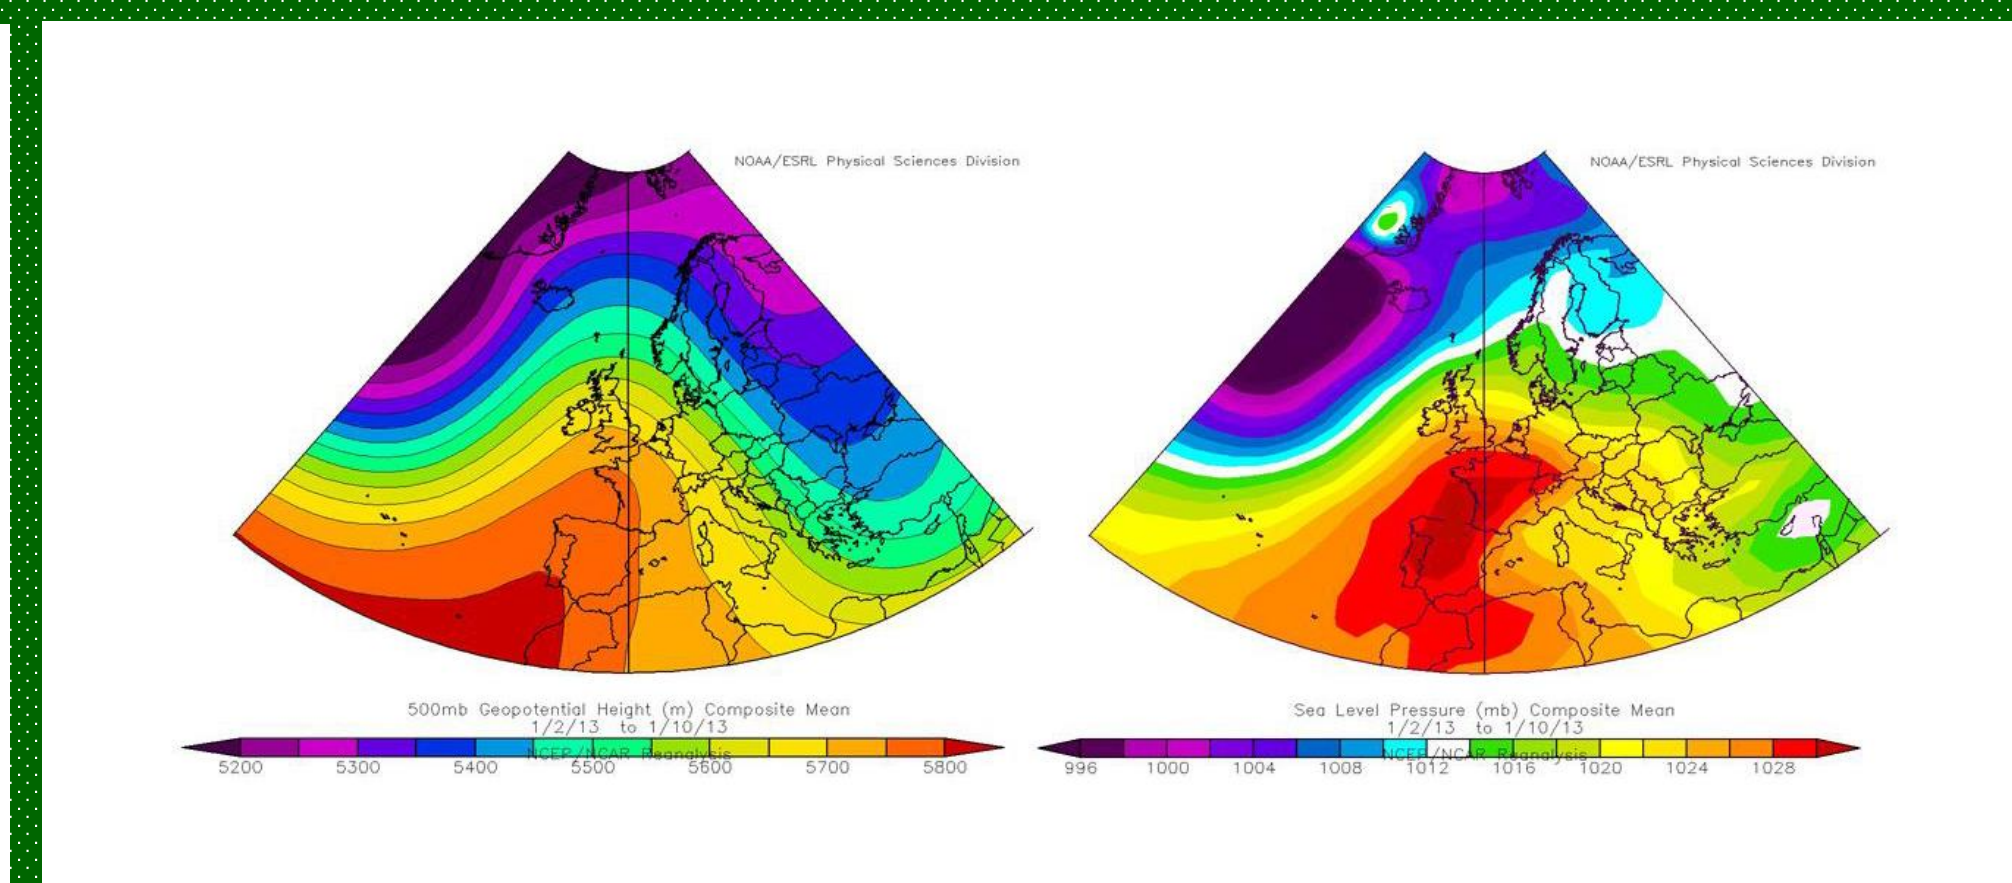 NOAA/ESRL Physical Sciences Division
500mb Geopotential Height (m) Composite Mean
1/2/13 to 1/10/13
NCEP/NCAR Reanalysis
5200 5300 5400 5500 5600 5700 5800
NOAA/ESRL Physical Sciences Division
Sea Level Pressure (mb) Composite Mean
1/2/13 to 1/10/13
NCEP/NCAR Reanalysis
996 1000 1004 1008 1012 1016 1020 1024 1028